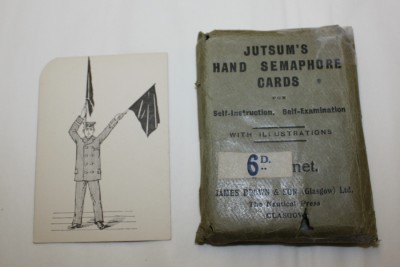 JUTSUM'S
HAND SEMAPHORE
CARDS
FOR
Self-Instruction. Self-Examination
WITH ILLUSTRATIONS
6D. net.
JAMES BROWN & SON (Glasgow) Ltd.
The Nautical Press
GLASGOW